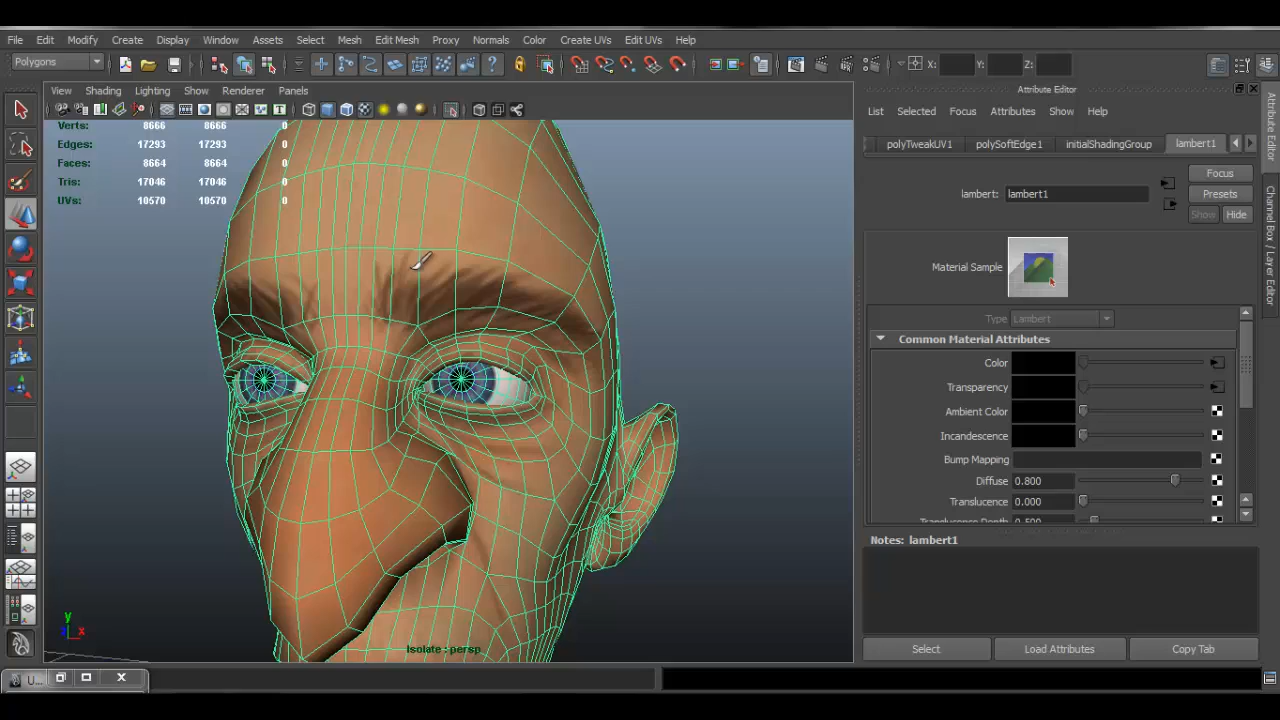 File Edit Modify Create Display Window Assets Select Mesh Edit Mesh Proxy Normals Color Create UVs Edit UVs Help
Polygons X: Y: Z:
View Shading Lighting Show Renderer Panels
Attribute Editor
List Selected Focus Attributes Show Help
Verts: 8666 8666 0
Edges: 17293 17293 0
Faces: 8664 8664 0
Tris: 17046 17046 0
UVs: 10570 10570 0
polyTweakUV1 polySoftEdge1 initialShadingGroup lambert1
Focus
lambert: lambert1 Presets
Show Hide
Material Sample
Type Lambert
Common Material Attributes
Color
Transparency
Ambient Color
Incandescence
Bump Mapping
Diffuse 0.800
Translucence 0.000
Translucence Depth 0.500
Notes: lambert1
Select Load Attributes Copy Tab
Attribute Editor
Channel Box / Layer Editor
y
z x
Isolate : persp
U...